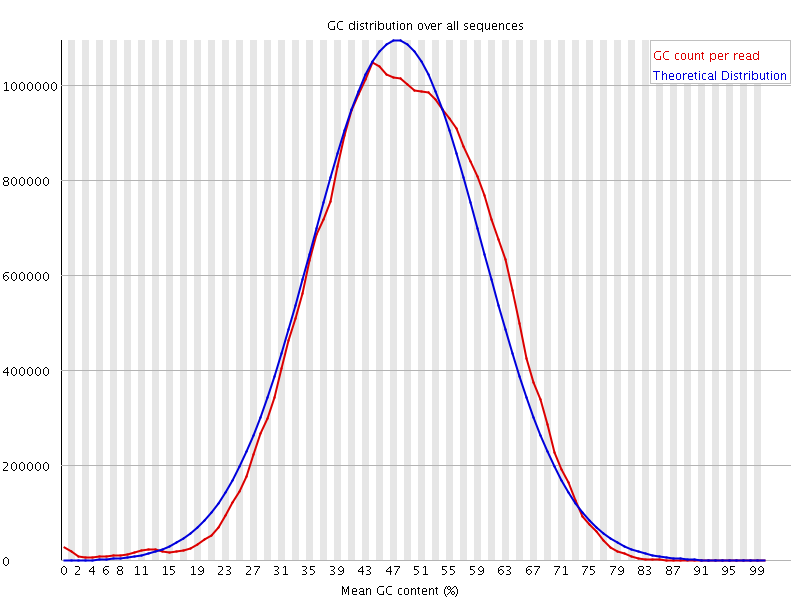 GC distribution over all sequences
GC count per read
Theoretical Distribution
1000000
800000
600000
400000
200000
0
0 2 4 6 8 11 15 19 23 27 31 35 39 43 47 51 55 59 63 67 71 75 79 83 87 91 95 99
Mean GC content (%)